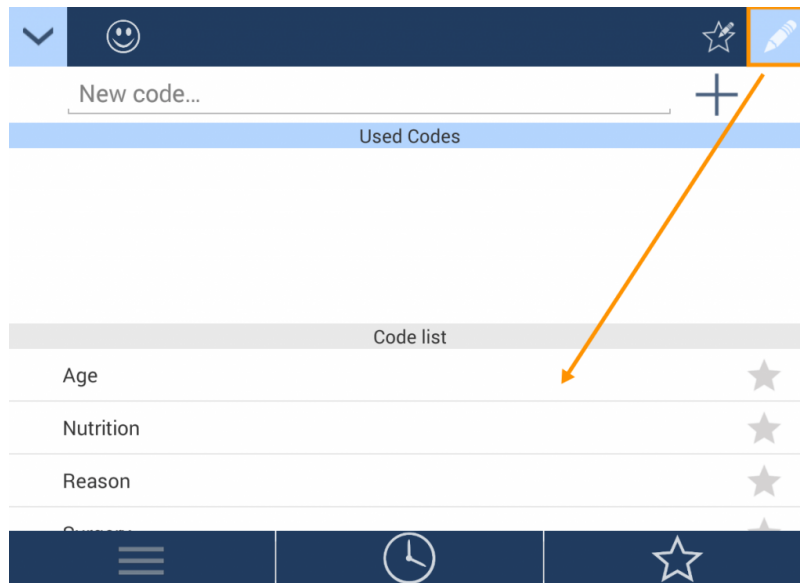 New code...
Used Codes
Code list
Age
Nutrition
Reason